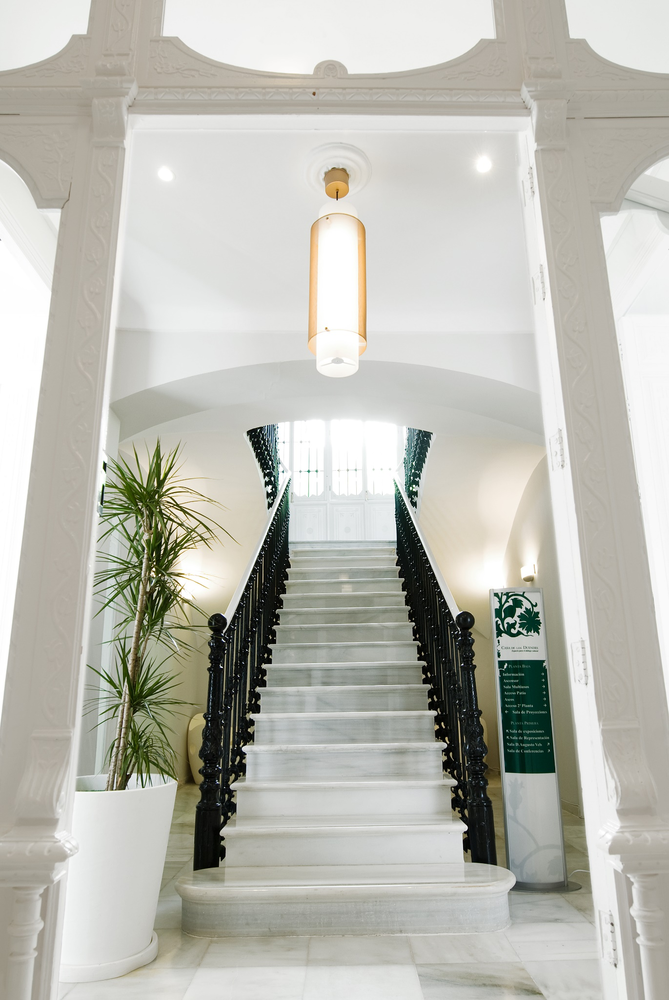 CASA DE LOS DUENDES
Espacio para el diálogo cultural
PLANTA BAJA
Información →
Ascensor →
Sala Multiusos →
Acceso Patio →
Aseos →
Acceso 2ª Planta →
← Sala de Proyecciones
PLANTA PRIMERA
↖ Sala de exposiciones
↖ Sala de Representación
Sala D.Augusto Vels ↗
Sala de Conferencias ↗